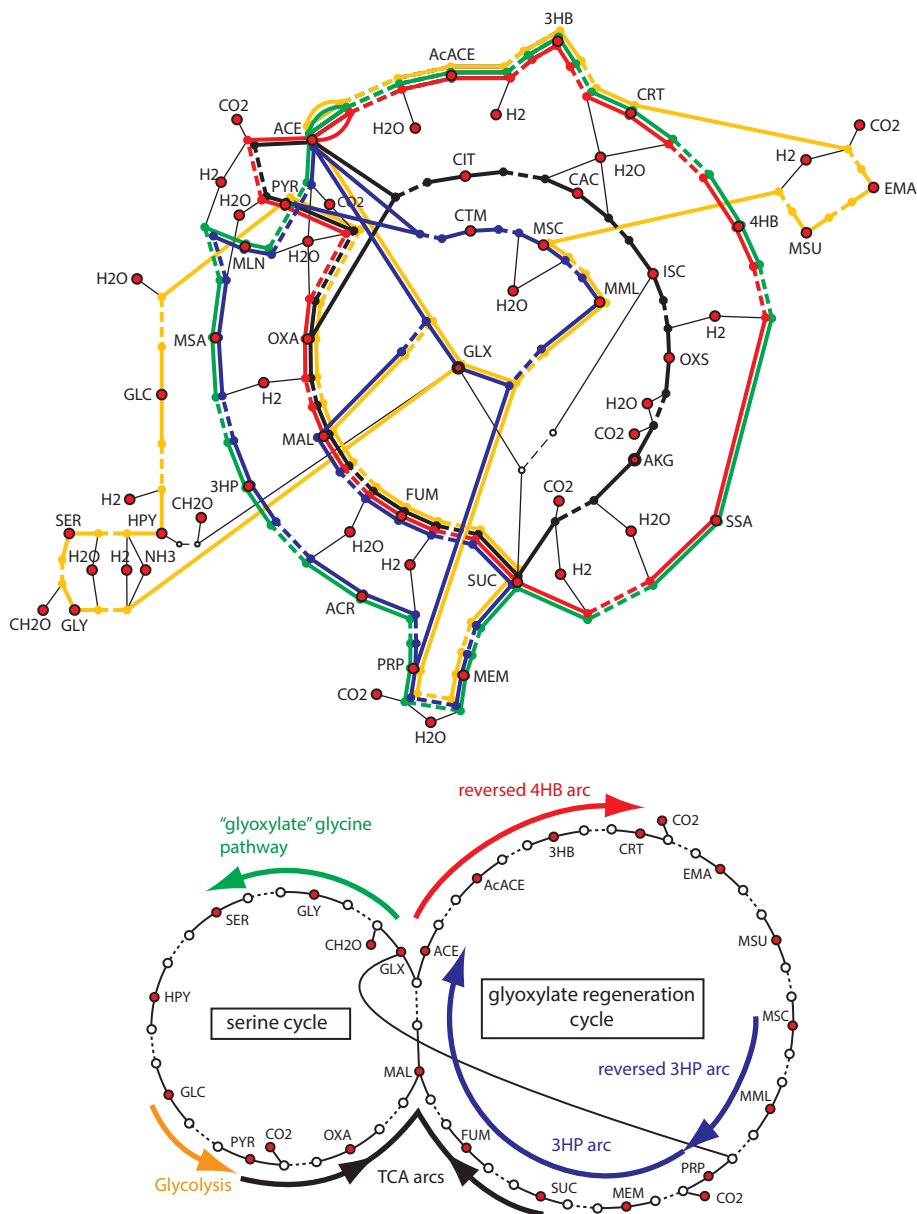 3HB
AcACE
CRT
CO2
ACE
H2O
H2
CO2
H2
H2O
EMA
H2
CIT
CAC
H2O
PYR
CO2
CTM
MSC
4HB
MSU
H2O
MLN
H2O
H2O
ISC
MML
H2O
MSA
OXA
GLX
H2
OXS
GLC
H2
H2O
CO2
MAL
AKG
3HP
FUM
CO2
H2O
SSA
H2
CH2O
SER
HPY
H2O
H2O
H2
NH3
H2
SUC
H2
CH2O
GLY
ACR
PRP
MEM
CO2
H2O
reversed 4HB arc
"glyoxylate" glycine
pathway
CO2
3HB
CRT
EMA
AcACE
GLY
SER
CH2O
ACE
MSU
GLX
HPY
serine cycle
glyoxylate regeneration
cycle
MSC
MAL
reversed 3HP arc
GLC
MML
PYR
CO2
OXA
FUM
3HP arc
PRP
Glycolysis
TCA arcs
SUC
MEM
CO2